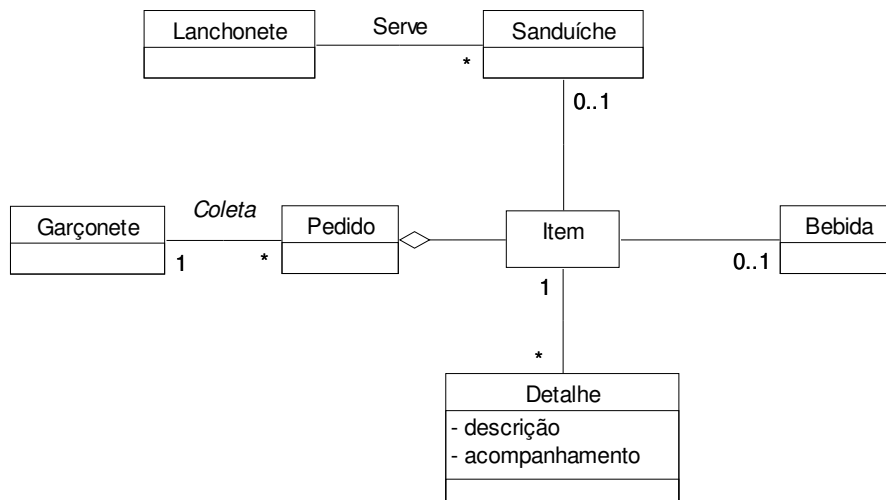 Lanchonete
Serve
Sanduíche
*
0..1
Garçonete
Coleta
Pedido
Item
Bebida
1
*
1
0..1
*
Detalhe
- descrição
- acompanhamento